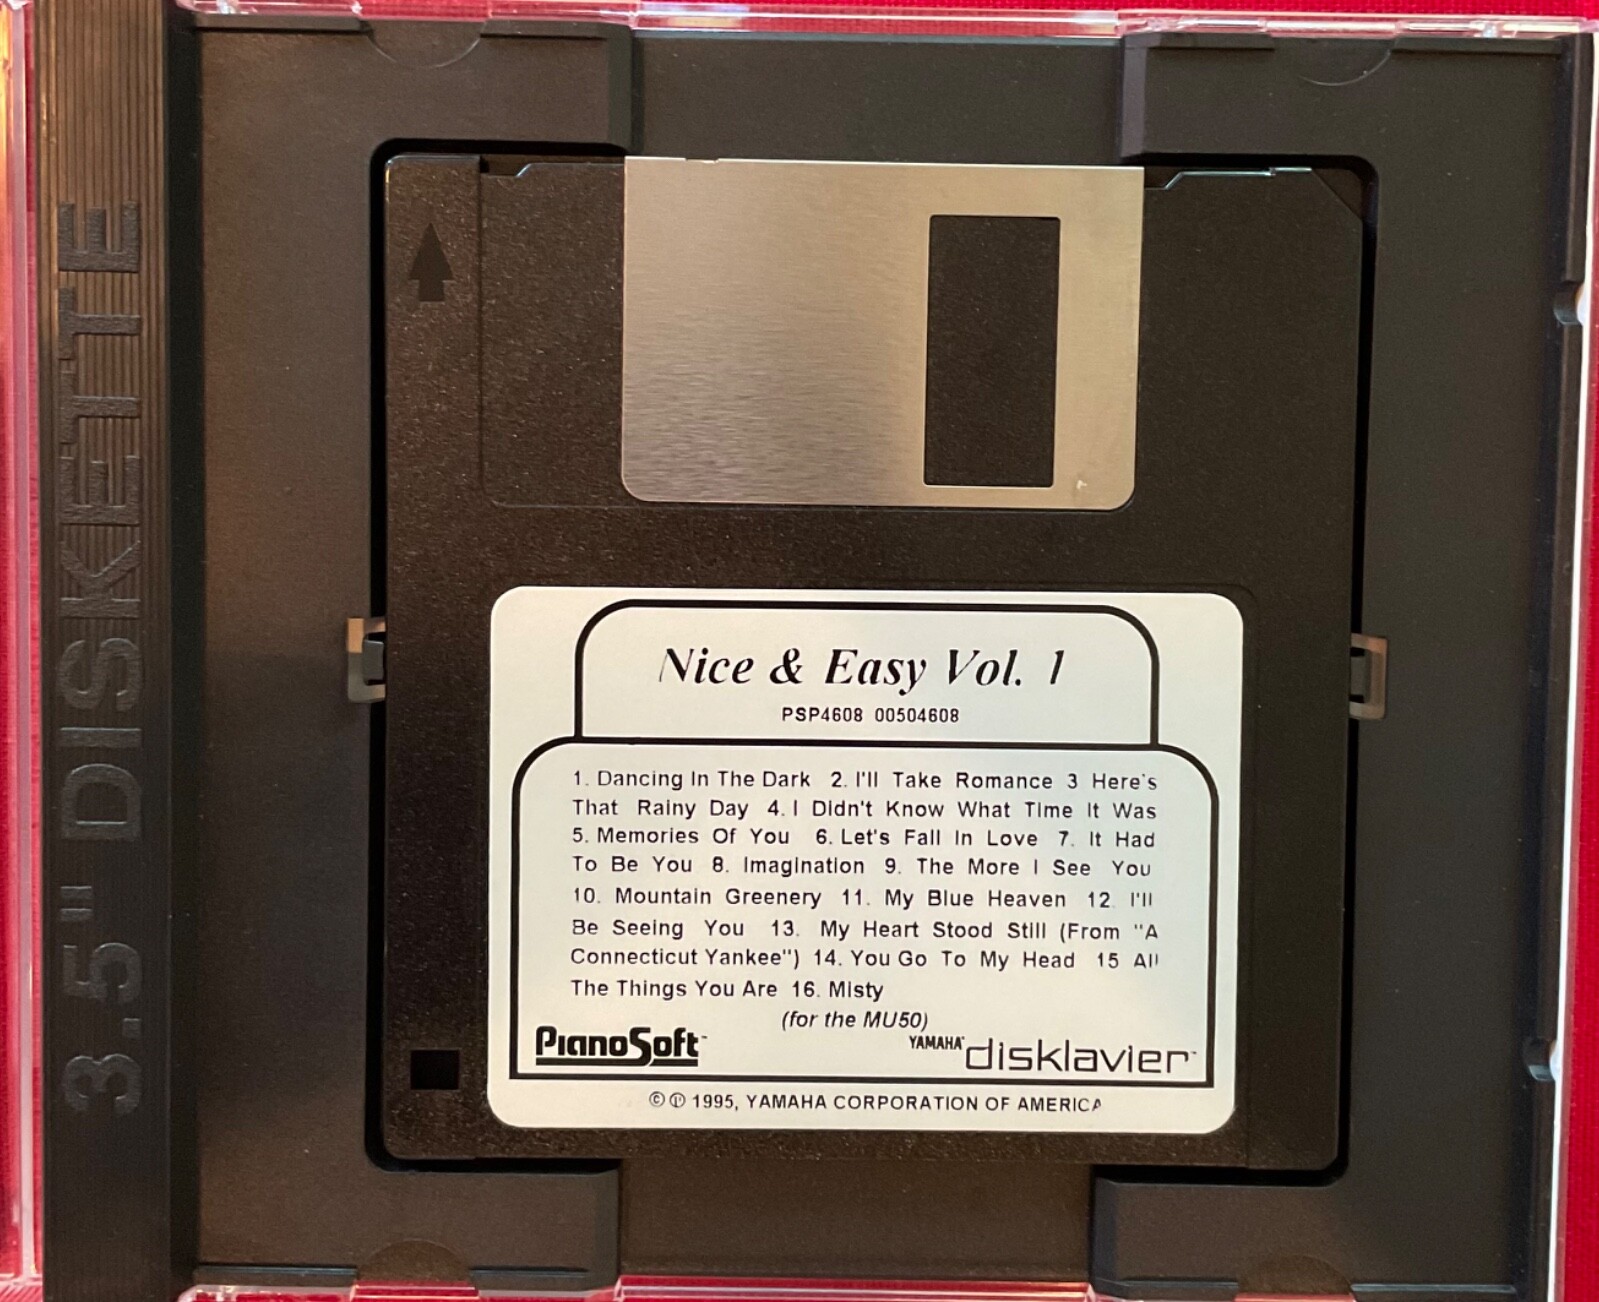 3.5" DISKETTE
Nice & Easy Vol. 1
PSP4608 00504608
1. Dancing In The Dark 2. I'll Take Romance 3 Here's
That Rainy Day 4. I Didn't Know What Time It Was
5. Memories Of You 6. Let's Fall In Love 7. It Had
To Be You 8. Imagination 9. The More I See You
10. Mountain Greenery 11. My Blue Heaven 12. I'll
Be Seeing You 13. My Heart Stood Still (From "A
Connecticut Yankee") 14. You Go To My Head 15 All
The Things You Are 16. Misty
(for the MU50)
PianoSoft™
YAMAHA® disklavier™
© ℗ 1995, YAMAHA CORPORATION OF AMERICA